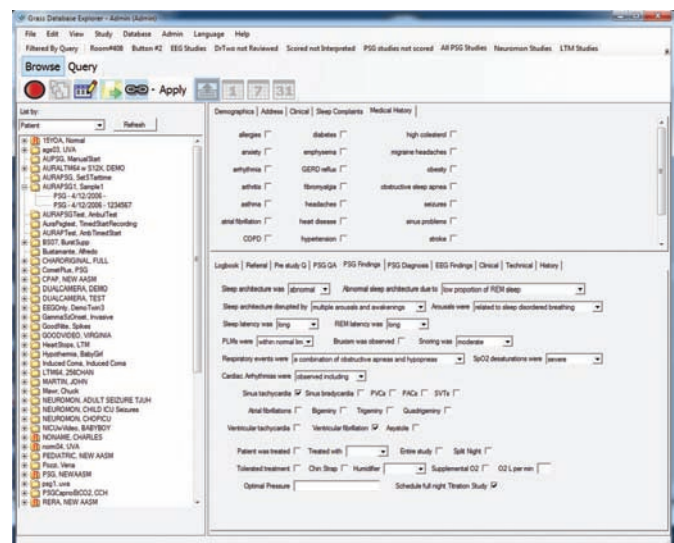 Grass Database Explorer - Admin (Admin)
File Edit View Study Database Admin Language Help
Filtered By Query Room#408 Button #2 EEG Studies DrTwo not Reviewed Scored not Interpreted PSG studies not scored All PSG Studies Neuromon Studies LTM Studies
Browse Query
Apply 1 7 31
List by:
Patient Refresh
15YOA, Normal
age03, UVA
AUPSG, ManualStart
AURALTM64 w S12X, DEMO
AURAPSG, SetSTartime
AURAPSG1, Sample1
PSG - 4/12/2006 -
PSG - 4/12/2006 - 1234567
AURAPSGTest, AmbulTest
AuraPsgtest, TimedStartRecording
AURAPTest, AmbTimedStart
BSST, BurstSupp
Bustamante, Alfredo
CHARORIGINAL, FULL
CometPlus, PSG
CPAP, NEW AASM
DUALCAMERA, DEMO
DUALCAMERA, TEST
EEGOnly, DemoTwin3
GammaSzOnset, Invasive
Goodfite, Spikes
GOODVIDEO, VIRGINIA
HeartStops, LTM
Hypothermia, BabyGirl
Induced Coma, Induced Coma
LTM64, 256CHAN
MARTIN, JOHN
Mawr, Chuck
NEUROMON, ADULT SEIZURE TJUH
NEUROMON, CHILD ICU Seizures
NEUROMON, CHOPICU
NICUwVideo, BABYBOY
NONAME, CHARLES
norm04, UVA
PEDIATRIC, NEW AASM
Pisco, Vera
PSG, NEWAASM
psg1, uva
PSGCapnoBiCO2, CCH
RERA, NEW AASM
Demographics Address Clinical Sleep Complaints Medical History
allergies diabetes high colesterol
anxiety emphysema migraine headaches
arrhythmia GERD reflux obesity
arthritis fibromyalgia obstructive sleep apnea
asthma headaches seizures
atrial fibrillation heart disease sinus problems
COPD hypertension stroke
Logbook Referral Pre study Q PSG QA PSG Findings PSG Diagnosis EEG Findings Clinical Technical History
Sleep architecture was abnormal Abnormal sleep architecture due to low proportion of REM sleep
Sleep architecture disrupted by multiple arousals and awakenings Arousals were related to sleep disordered breathing
Sleep latency was long REM latency was long
PLMs were within normal lim Bruxism was observed Snoring was moderate
Respiratory events were a combination of obstructive apneas and hypopneas SpO2 desaturations were severe
Cardiac Arrhythmias were observed including
Sinus tachycardia Sinus bradycardia PVCs PACs SVTs
Atrial fibrillations Bigeminy Trigeminy Quadrigeminy
Ventricular tachycardia Ventricular fibrillation Asystole
Patient was treated Treated with Entire study Split Night
Tolerated treatment Chin Strap Humidifier Supplemental O2 O2 L per min
Optimal Pressure Schedule full night Titration Study